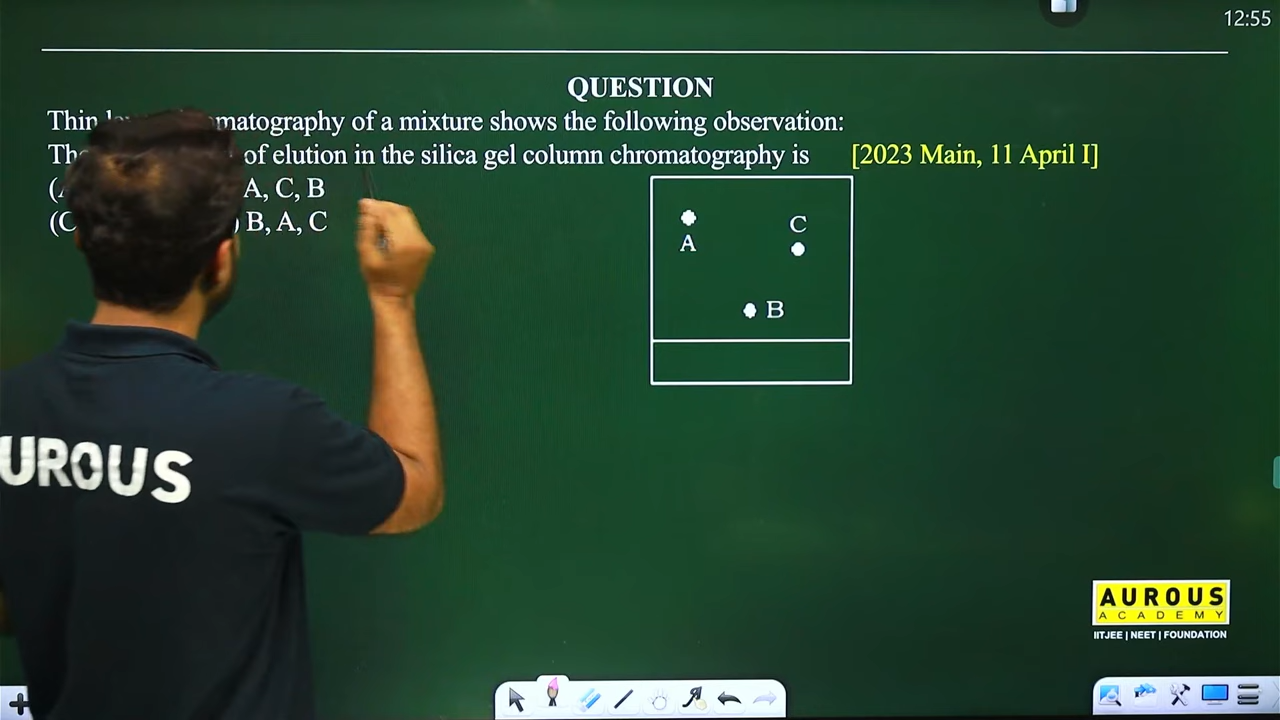 12:55
QUESTION
Thin matography of a mixture shows the following observation:
of elution in the silica gel column chromatography is [2023 Main, 11 April I]
A, C, B
(C ) B, A, C
A
C
B
UROUS
AUROUS
ACADEMY
IITJEE | NEET | FOUNDATION